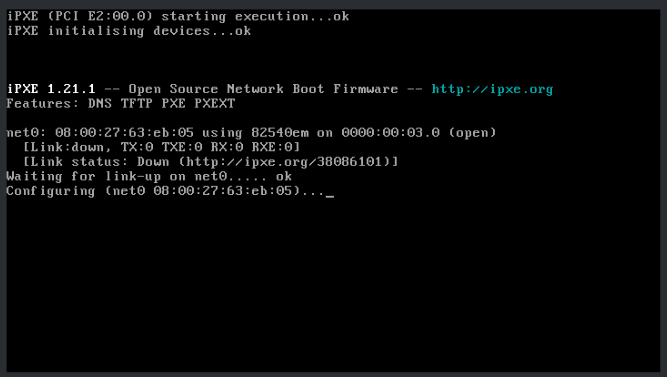 iPXE (PCI E2:00.0) starting execution...ok
iPXE initialising devices...ok
iPXE 1.21.1 -- Open Source Network Boot Firmware -- http://ipxe.org
Features: DNS TFTP PXE PXEXT
net0: 08:00:27:63:eb:05 using 82540em on 0000:00:03.0 (open)
[Link:down, TX:0 TXE:0 RX:0 RXE:0]
[Link status: Down (http://ipxe.org/38086101)]
Waiting for link-up on net0..... ok
Configuring (net0 08:00:27:63:eb:05)..._